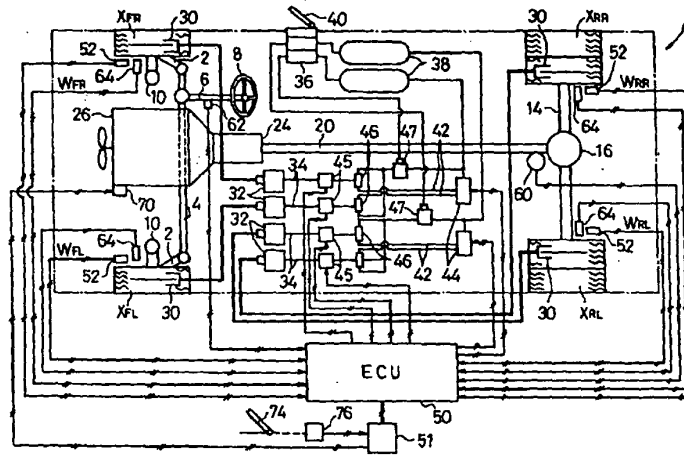 XFR 30 40 XRR
52 2 38 30 52
WFR 64 10 6 8 36 WRR
62 14 64
26 24 20 16
46 47 42
45 60
70 4 32 34 47 64 WRL
WFL 64 10 2 52
52 45 46 42 44
30 32 34 30
XFL XRL
ECU
74 76 50
51